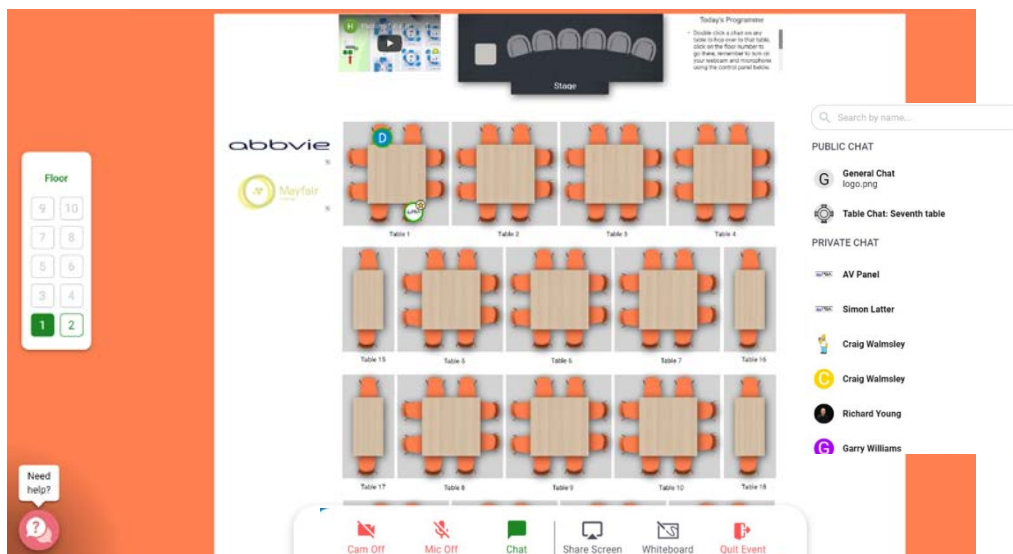 Today's Programme
Double click a chair on any
table to hop over to that table,
click on the floor number to
go there, remember to turn on
your webcam and microphone
using the control panel below.
Stage
abbvie
Mayfair
Floor
9 10
7 8
5 6
3 4
1 2
D
Table 1
Table 2
Table 3
Table 4
Table 15
Table 5
Table 6
Table 7
Table 16
Table 17
Table 8
Table 9
Table 10
Table 18
Search by name...
PUBLIC CHAT
G
General Chat
logo.png
Table Chat: Seventh table
PRIVATE CHAT
AV Panel
Simon Latter
Craig Walmsley
C
Craig Walmsley
Richard Young
G
Garry Williams
Need
help?
Cam Off
Mic Off
Chat
Share Screen
Whiteboard
Quit Event